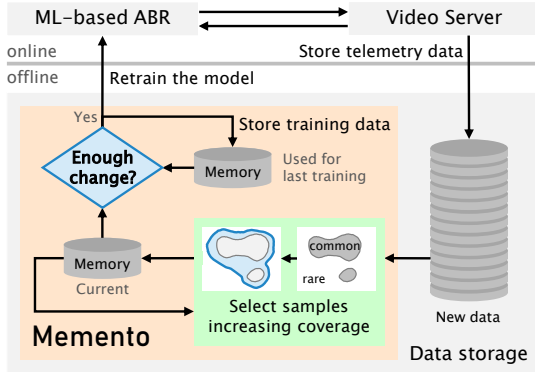 ML-based ABR
Video Server
online
Store telemetry data
offline
Retrain the model
Yes
Store training data
Enough
change?
Memory
Used for
last training
Memory
Current
common
rare
Select samples
increasing coverage
New data
Memento
Data storage